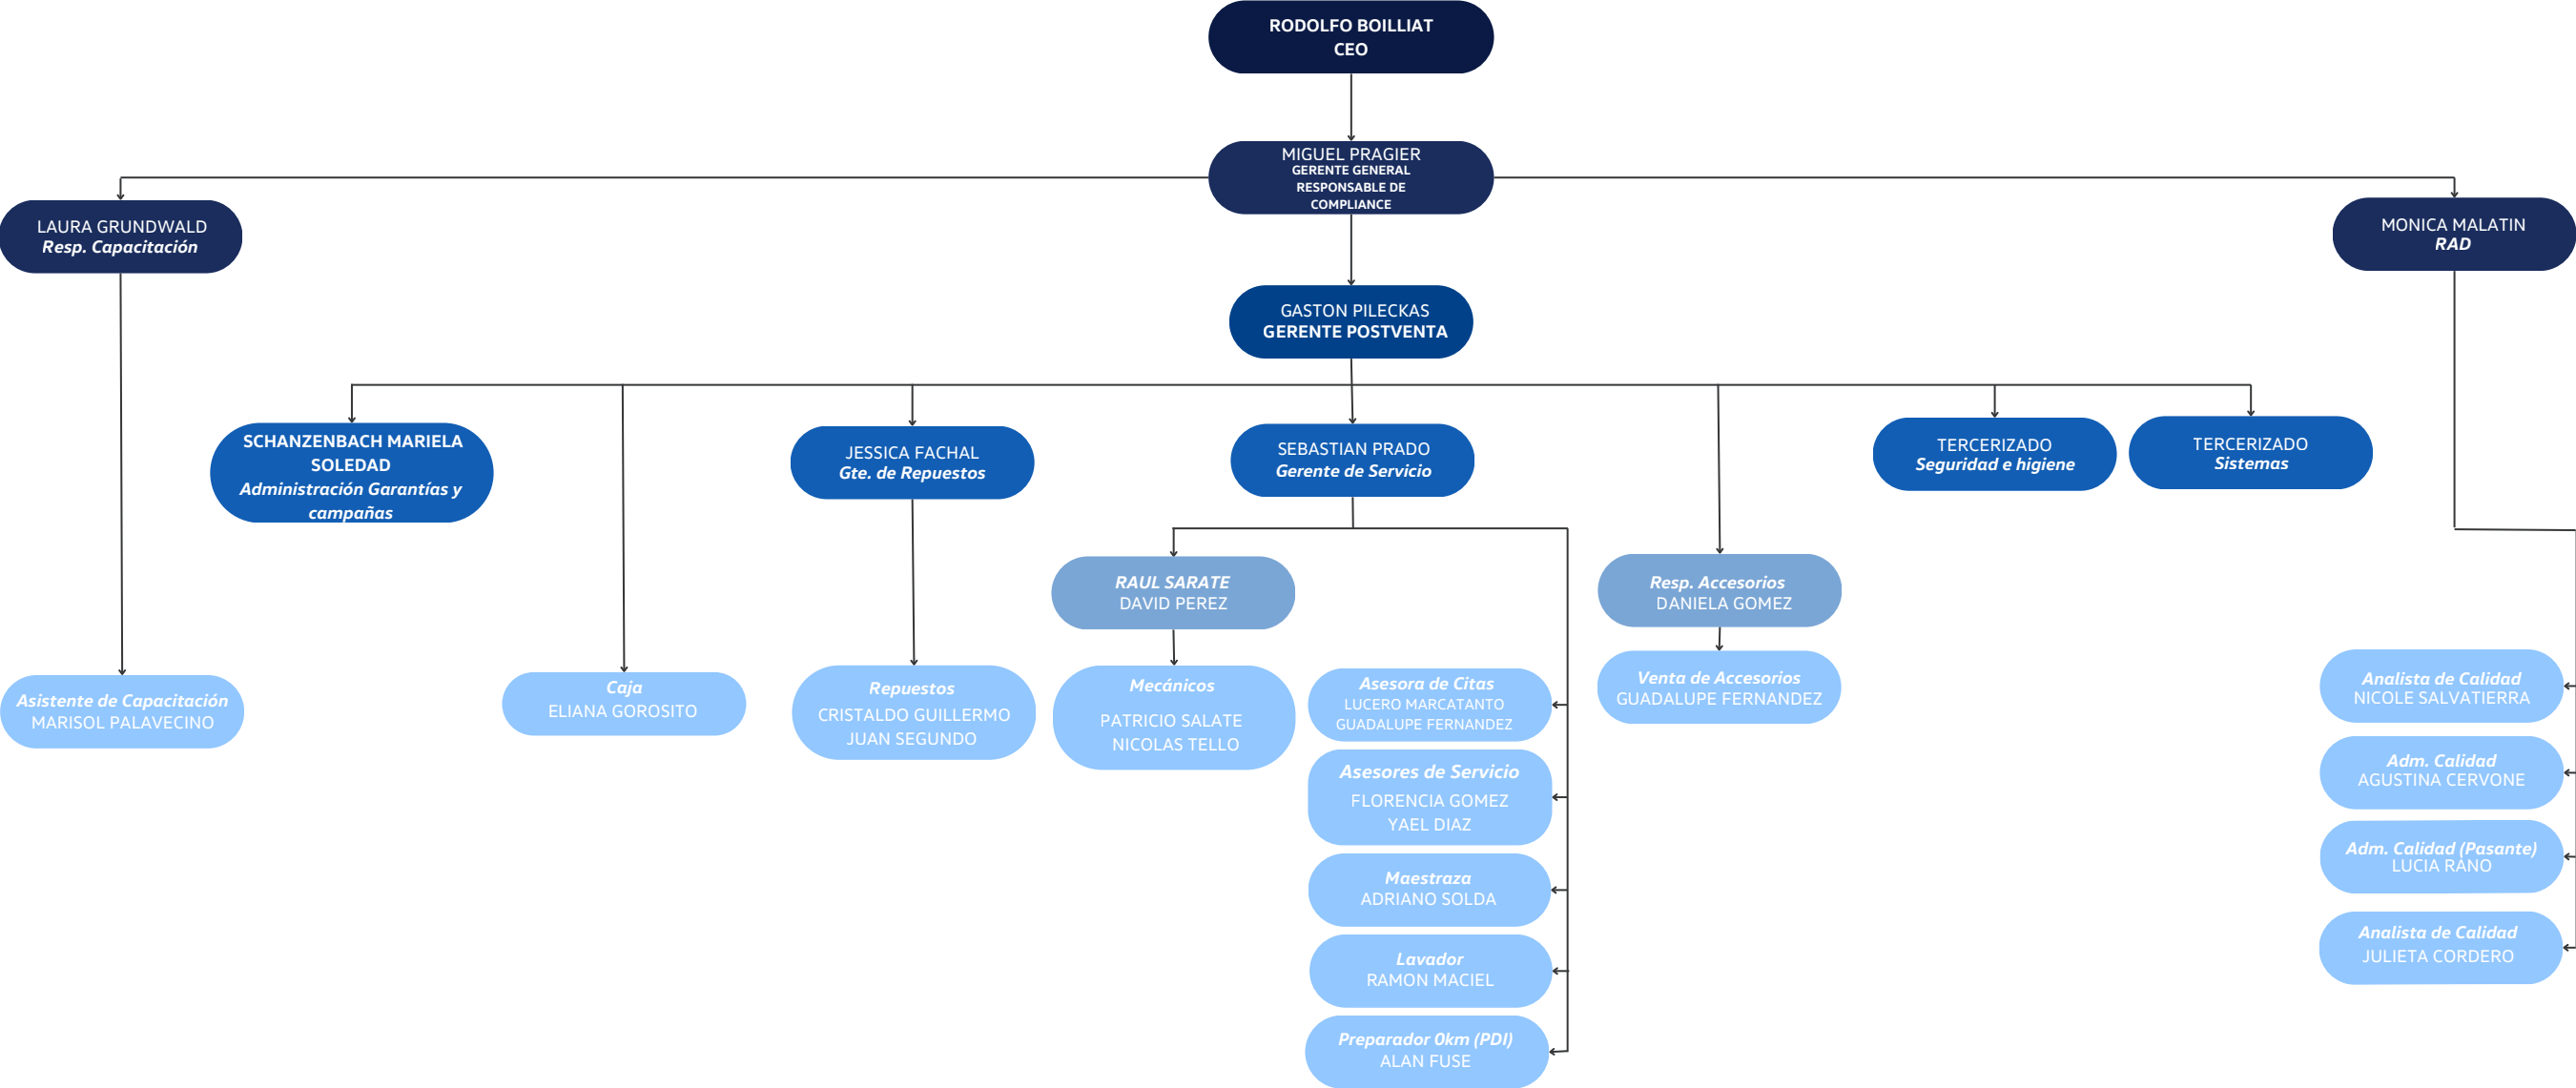 RODOLFO BOILLIAT
CEO
MIGUEL PRAGIER
GERENTE GENERAL
RESPONSABLE DE
COMPLIANCE
LAURA GRUNDWALD
Resp. Capacitación
MONICA MALATIN
RAD
GASTON PILECKAS
GERENTE POSTVENTA
SCHANZENBACH MARIELA
SOLEDAD
Administración Garantías y
campañas
JESSICA FACHAL
Gte. de Repuestos
SEBASTIAN PRADO
Gerente de Servicio
TERCERIZADO
Seguridad e higiene
TERCERIZADO
Sistemas
RAUL SARATE
DAVID PEREZ
Resp. Accesorios
DANIELA GOMEZ
Asistente de Capacitación
MARISOL PALAVECINO
Caja
ELIANA GOROSITO
Repuestos
CRISTALDO GUILLERMO
JUAN SEGUNDO
Mecánicos
PATRICIO SALATE
NICOLAS TELLO
Asesora de Citas
LUCERO MARCATANTO
GUADALUPE FERNANDEZ
Asesores de Servicio
FLORENCIA GOMEZ
YAEL DIAZ
Maestraza
ADRIANO SOLDA
Lavador
RAMON MACIEL
Preparador 0km (PDI)
ALAN FUSE
Venta de Accesorios
GUADALUPE FERNANDEZ
Analista de Calidad
NICOLE SALVATIERRA
Adm. Calidad
AGUSTINA CERVONE
Adm. Calidad (Pasante)
LUCIA RANO
Analista de Calidad
JULIETA CORDERO